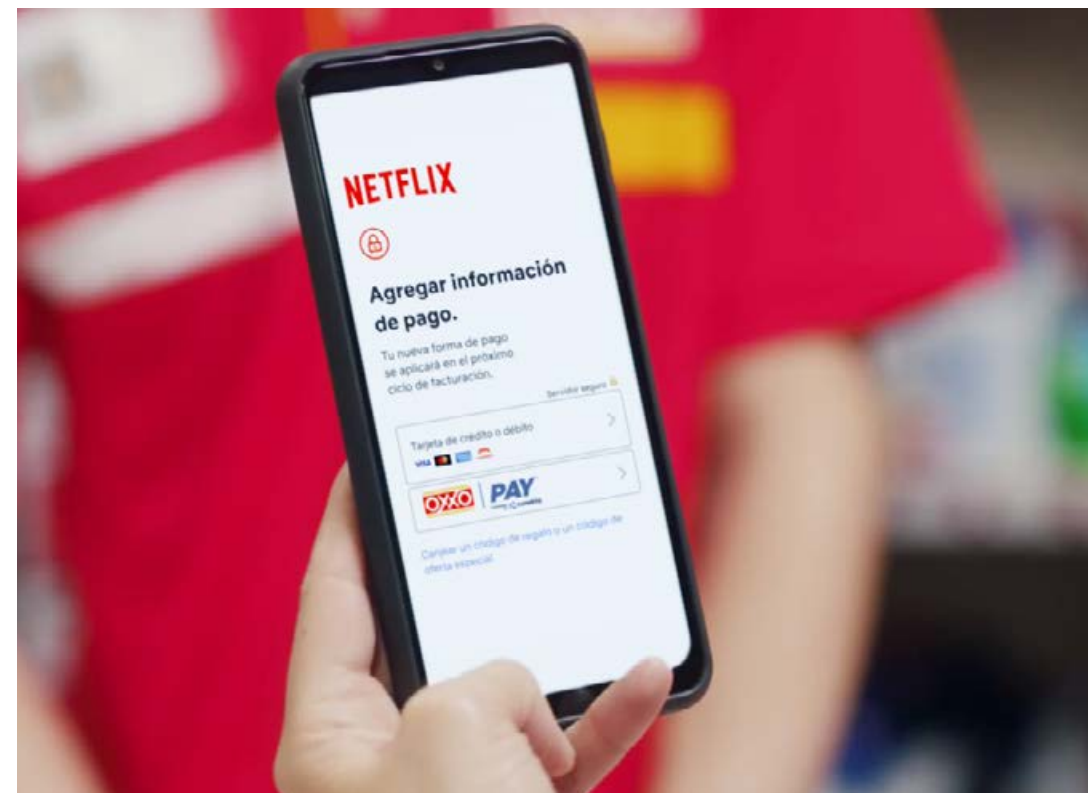 NETFLIX
Agregar información
de pago.
Tu nueva forma de pago
se aplicará en el próximo
ciclo de facturación.
Servidor seguro
Tarjeta de crédito o débito
VISA
OXXO PAY
Canjear un código de regalo o un código de
oferta especial.